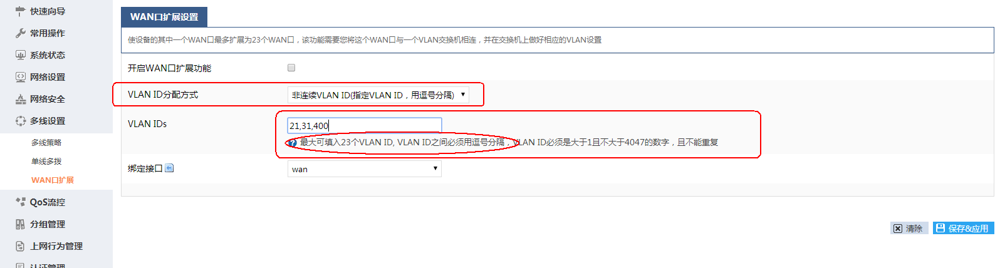 快速向导
常用操作
系统状态
网络设置
网络安全
多线设置
多线策略
单线多拨
WAN口扩展
QoS流控
分组管理
上网行为管理
认证管理
WAN口扩展设置
使设备的其中一个WAN口最多扩展为23个WAN口，该功能需要您将这个WAN口与一个VLAN交换机相连，并在交换机上做好相应的VLAN设置
开启WAN口扩展功能
VLAN ID分配方式 非连续VLAN ID(指定VLAN ID，用逗号分隔)
VLAN IDs 21,31,400
最大可填入23个VLAN ID, VLAN ID之间必须用逗号分隔，VLAN ID必须是大于1且不大于4047的数字，且不能重复
绑定接口 wan
清除 保存&应用